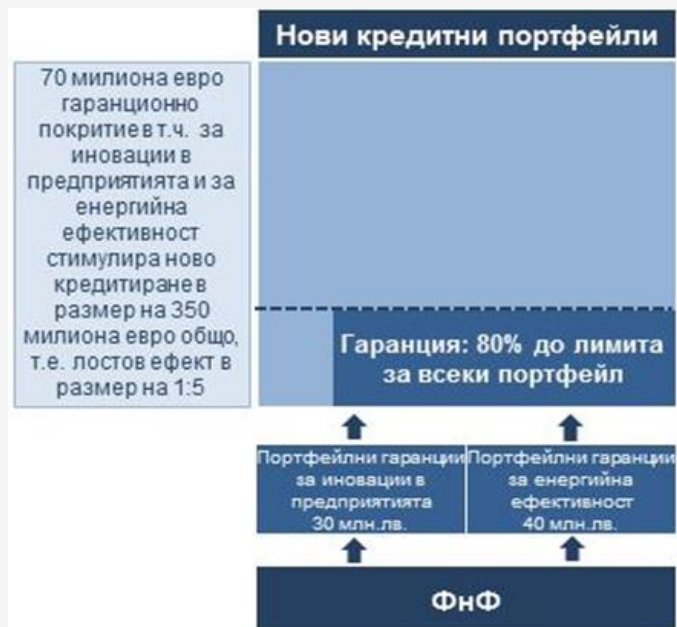 Нови кредитни портфейли
70 милиона евро
гаранционно
покритие в т.ч. за
иновации в
предприятията и за
енергийна
ефективност
стимулира ново
кредитиране в
размер на 350
милиона евро общо,
т.е. лостов ефект в
размер на 1:5
Гаранция: 80% до лимита
за всеки портфейл
Портфейлни гаранции
за иновации в
предприятията
30 млн.лв.
Портфейлни гаранции
за енергийна
ефективност
40 млн.лв.
ФнФ